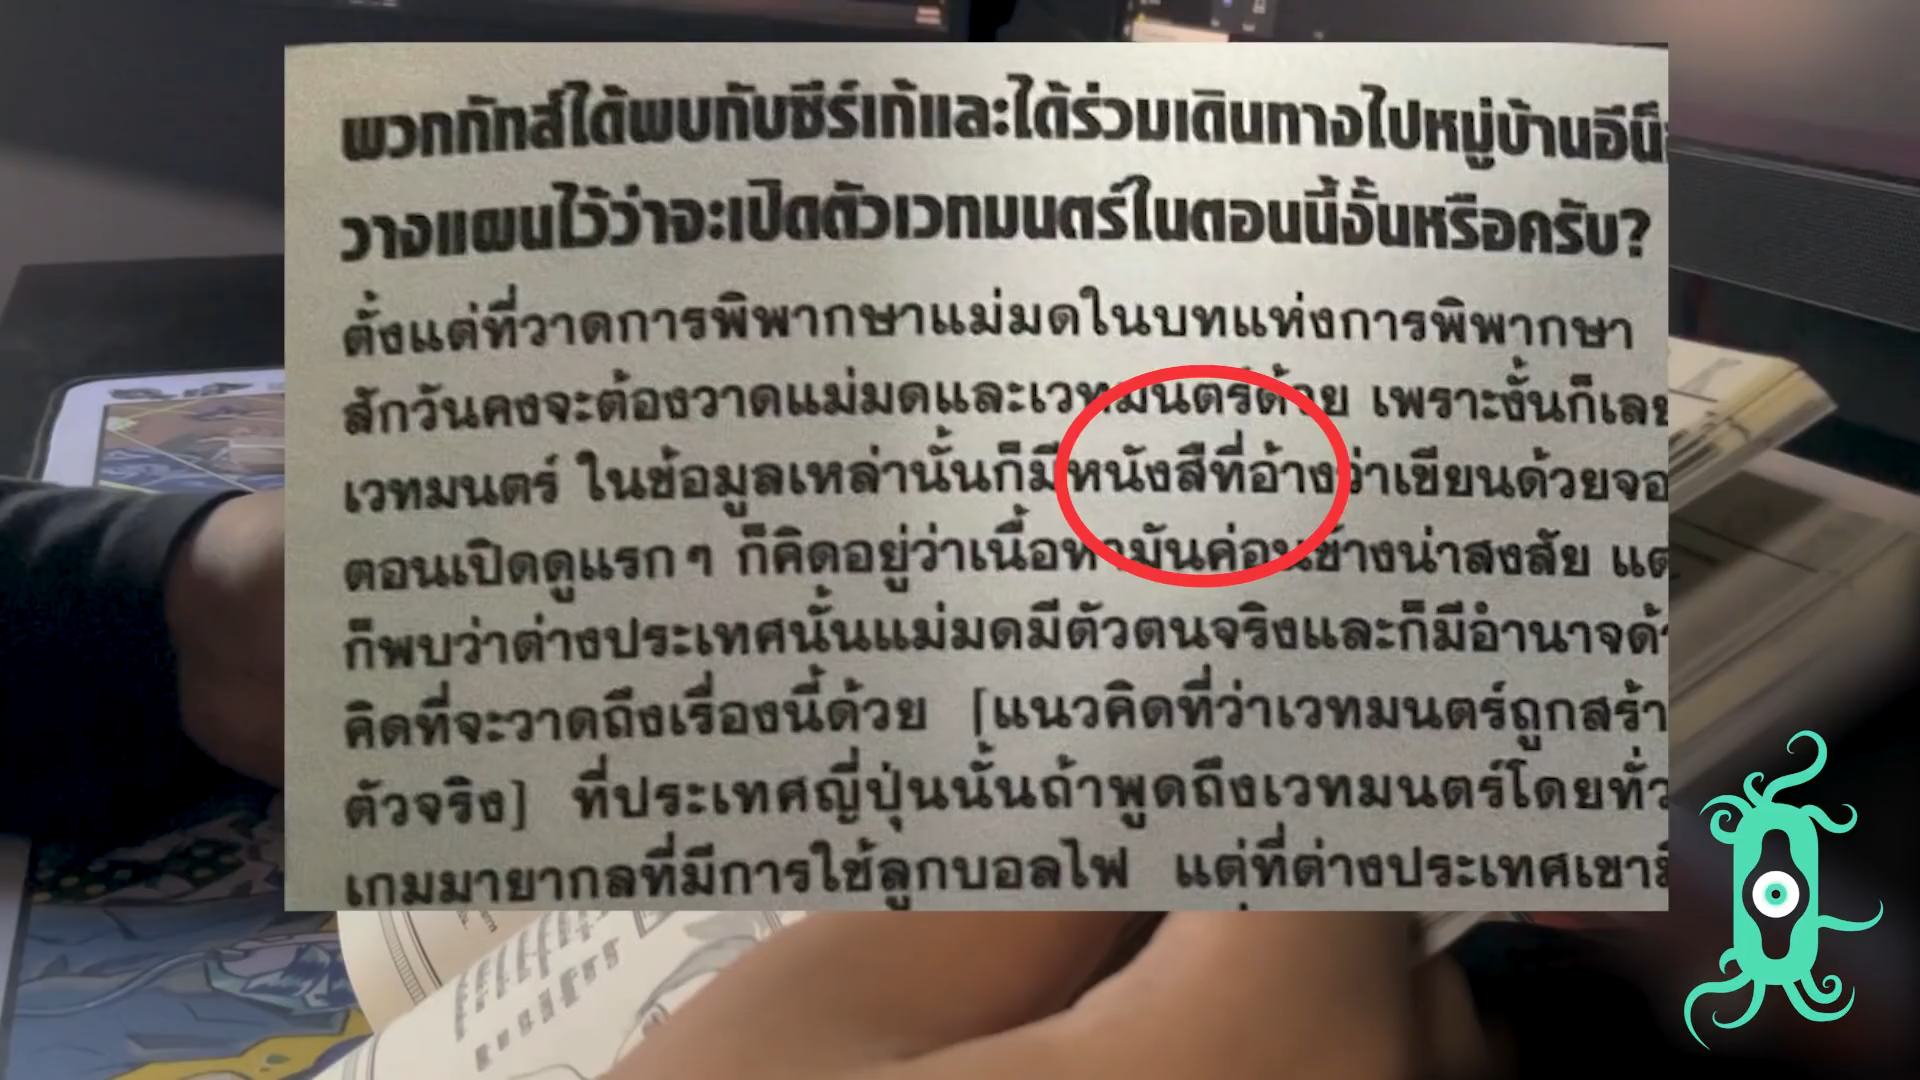 พวกกัทส์ได้พบกับซีร์เก้และได้ร่วมเดินทางไปหมู่บ้านอีนี
วางแผนไว้ว่าจะเปิดตัวเวทมนตร์ในตอนนี้งั้นหรือครับ?
ตั้งแต่ที่วาดการพิพากษาแม่มดในบทแห่งการพิพากษา
สักวันคงจะต้องวาดแม่มดและเวทมนตร์ด้วย เพราะงั้นก็เลย
เวทมนตร์ ในข้อมูลเหล่านั้นก็มีหนังสืที่อ้างว่าเขียนด้วยจอ
ตอนเปิดดูแรกๆ ก็คิดอยู่ว่าเนื้อหามันค่อนข้างน่าสงสัย แต
ก็พบว่าต่างประเทศนั้นแม่มดมีตัวตนจริงและก็มีอำนาจด้
คิดที่จะวาดถึงเรื่องนี้ด้วย [แนวคิดที่ว่าเวทมนตร์ถูกสร้า
ตัวจริง] ที่ประเทศญี่ปุ่นนั้นถ้าพูดถึงเวทมนตร์โดยทั่ว
เกมมายากลที่มีการใช้ลูกบอลไฟ แต่ที่ต่างประเทศเขามี